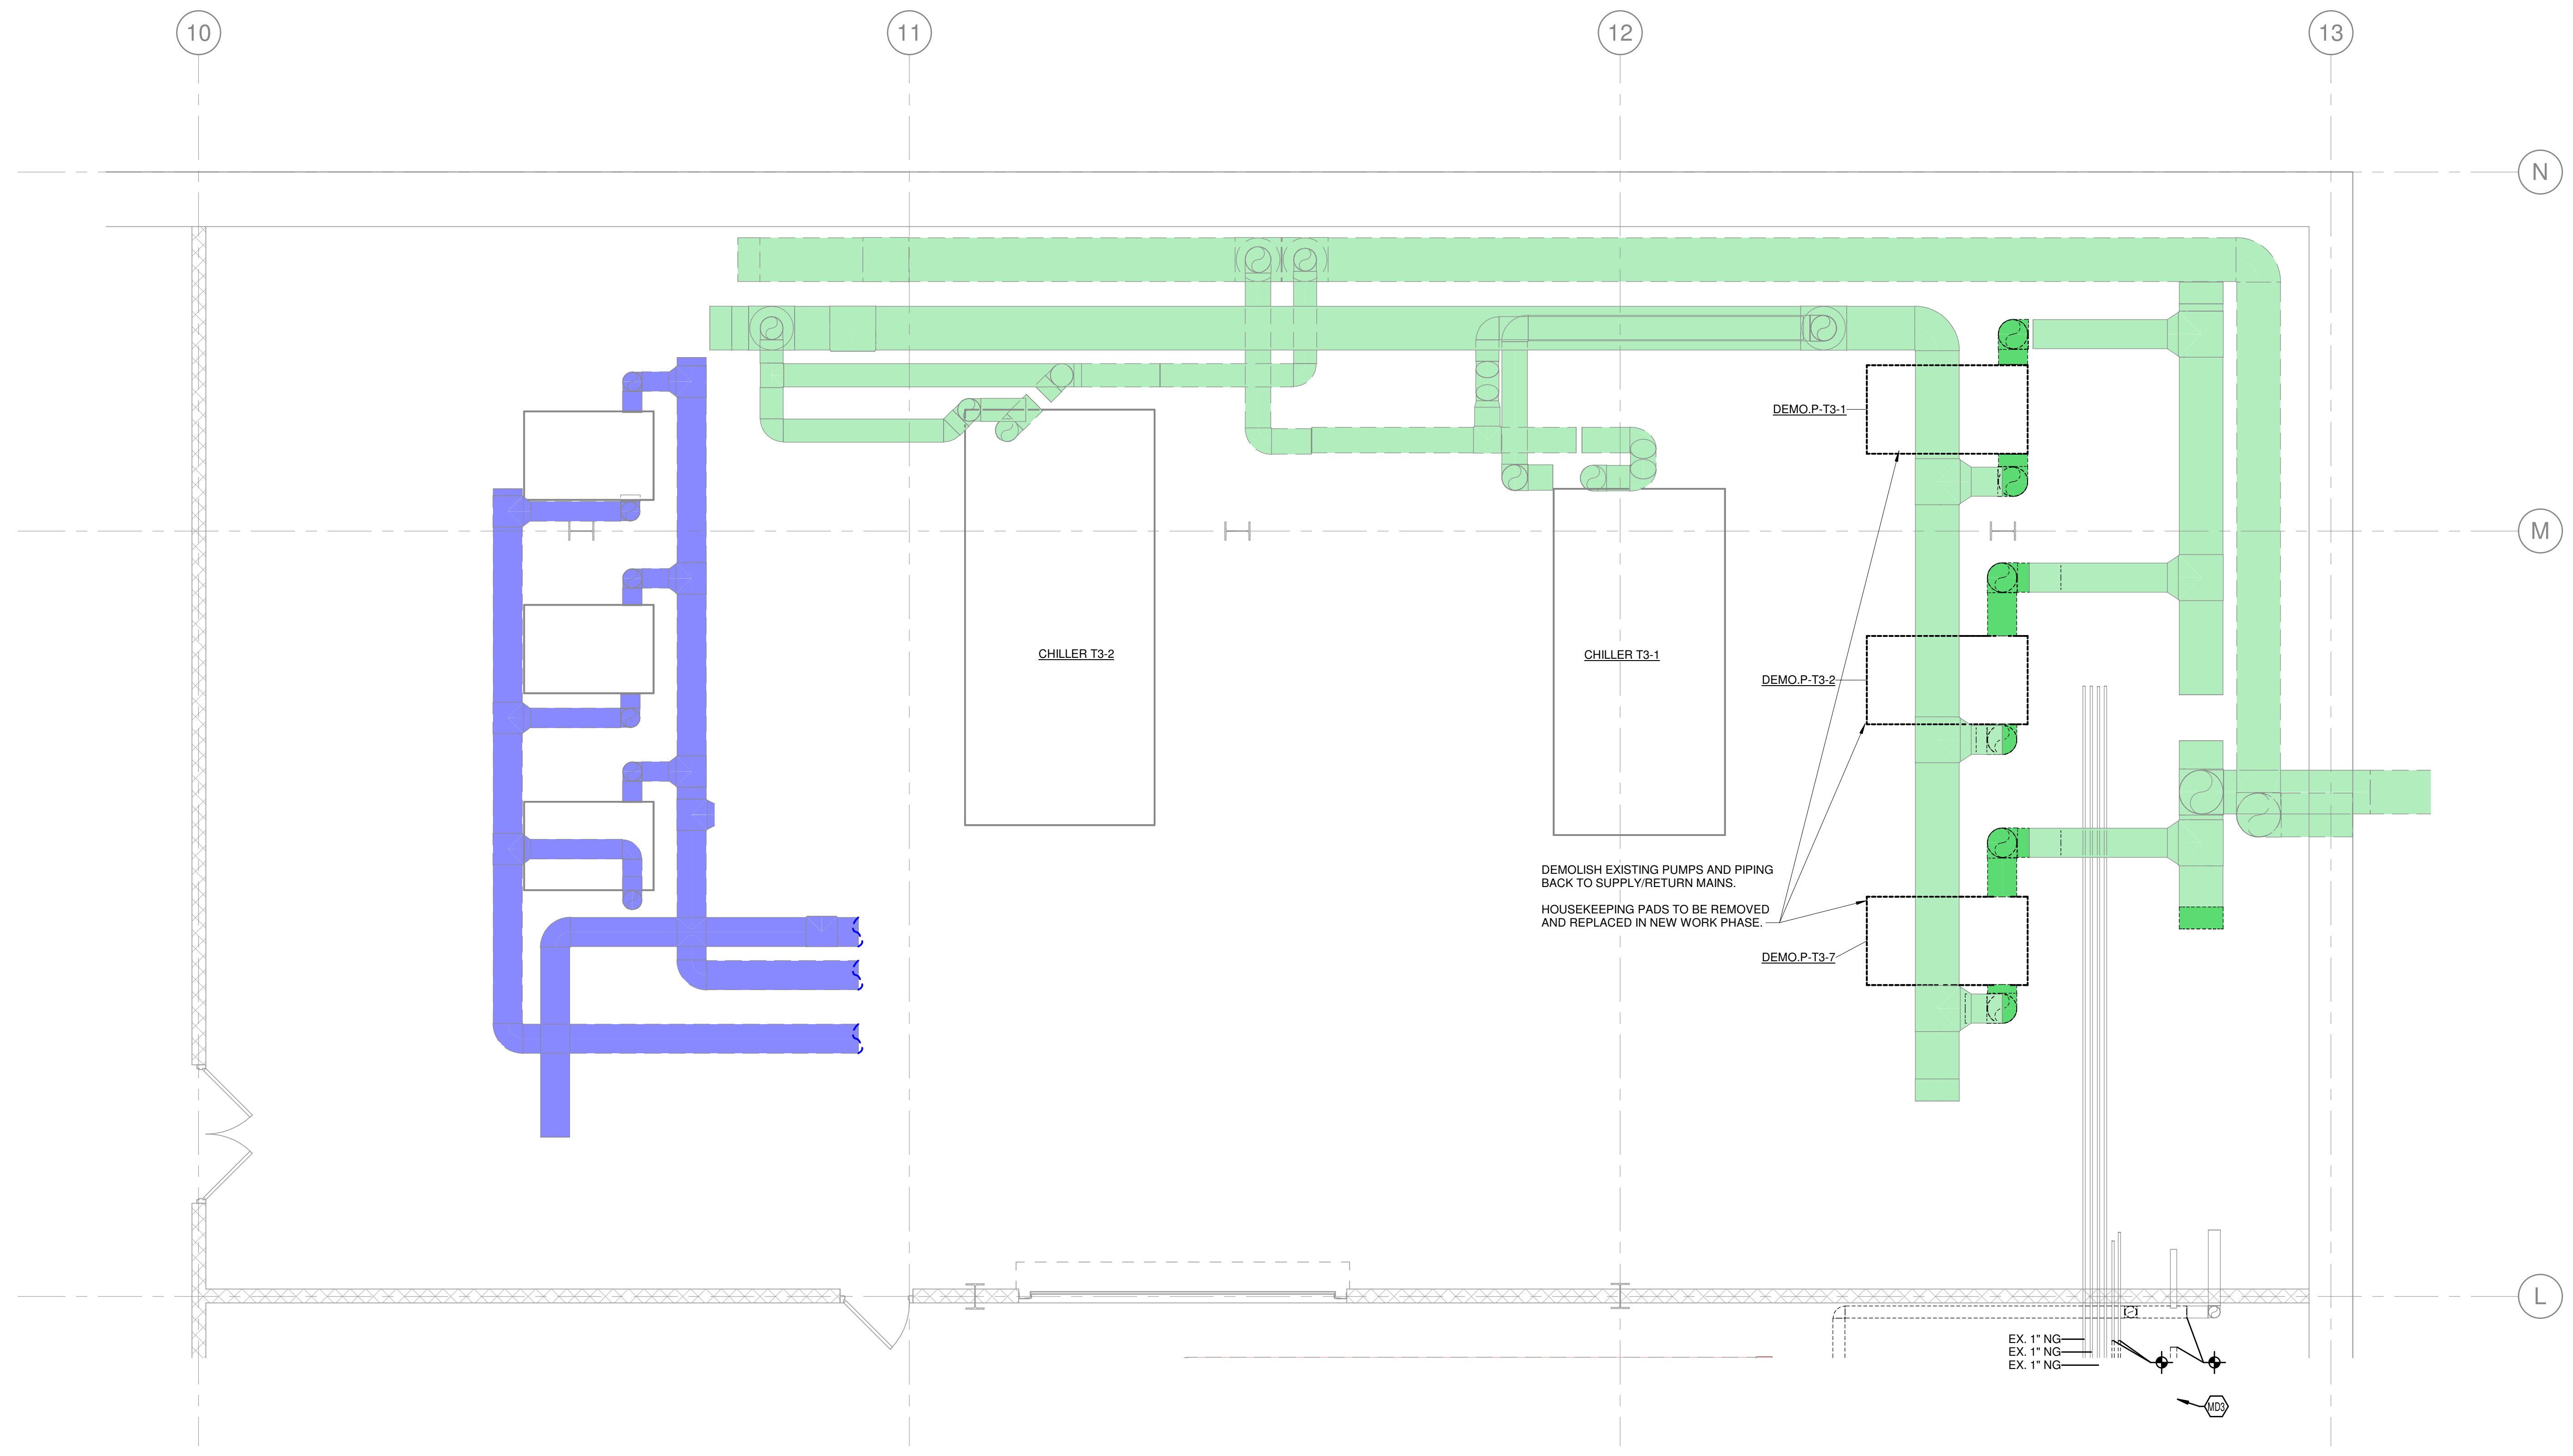 10
11
12
13
N
M
L
DEMO.P-T3-1
CHILLER T3-2
CHILLER T3-1
DEMO.P-T3-2
DEMOLISH EXISTING PUMPS AND PIPING
BACK TO SUPPLY/RETURN MAINS.
HOUSEKEEPING PADS TO BE REMOVED
AND REPLACED IN NEW WORK PHASE.
DEMO.P-T3-7
EX. 1" NG
EX. 1" NG
EX. 1" NG
MD3